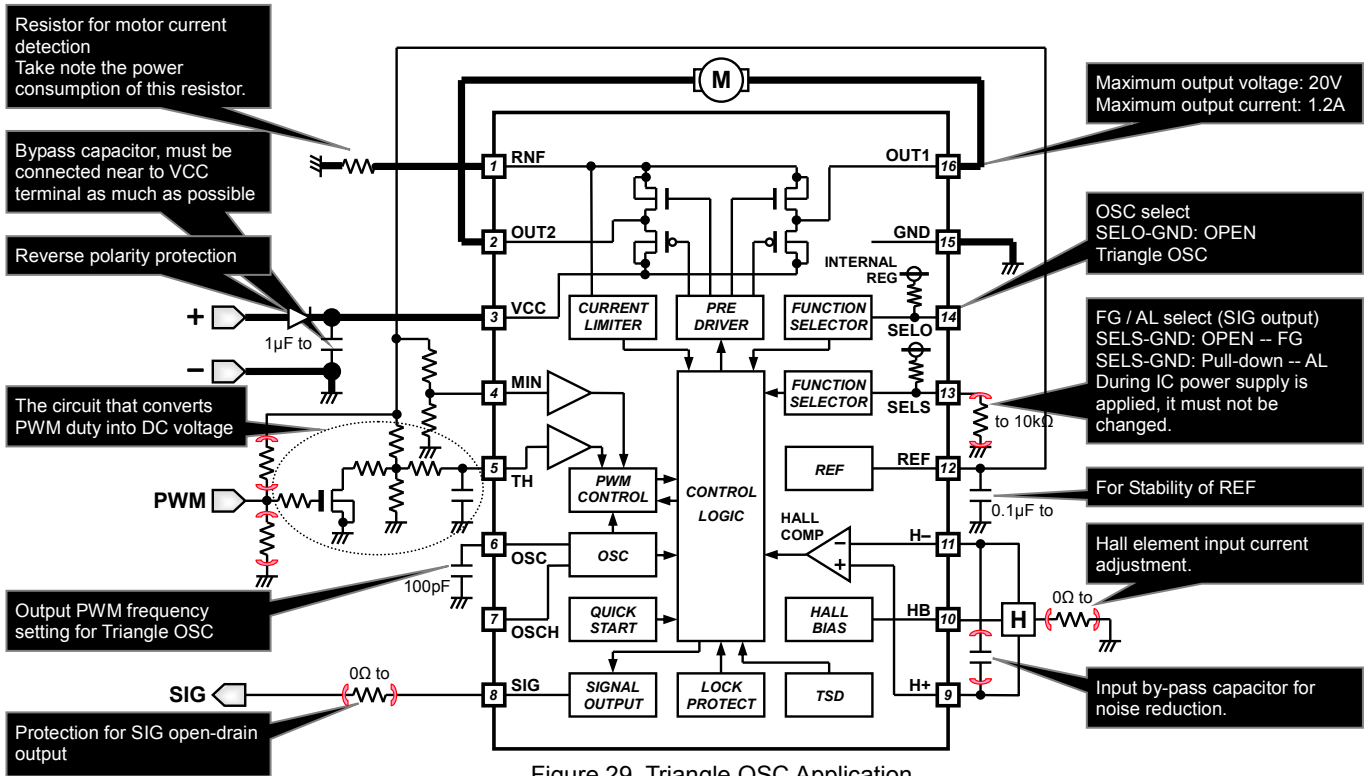 Resistor for motor current
detection
Take note the power
consumption of this resistor.
Bypass capacitor, must be
connected near to VCC
terminal as much as possible
Reverse polarity protection
+
1µF to
−
The circuit that converts
PWM duty into DC voltage
PWM
100pF
Output PWM frequency
setting for Triangle OSC
0Ω to
SIG
Protection for SIG open-drain
output
M
1
RNF
2
OUT2
3
VCC
4
MIN
5
TH
6
OSC
7
OSCH
8
SIG
OUT1
16
GND
15
INTERNAL
REG
14
SELO
13
SELS
REF
12
H−
11
HB
10
H+
9
CURRENT
LIMITER
PRE
DRIVER
FUNCTION
SELECTOR
FUNCTION
SELECTOR
REF
PWM
CONTROL
CONTROL
LOGIC
HALL
COMP
−
+
OSC
QUICK
START
HALL
BIAS
SIGNAL
OUTPUT
LOCK
PROTECT
TSD
Maximum output voltage: 20V
Maximum output current: 1.2A
OSC select
SELO-GND: OPEN
Triangle OSC
FG / AL select (SIG output)
SELS-GND: OPEN -- FG
SELS-GND: Pull-down -- AL
During IC power supply is
applied, it must not be
changed.
to 10kΩ
For Stability of REF
0.1µF to
Hall element input current
adjustment.
0Ω to
H
Input by-pass capacitor for
noise reduction.
Figure 29. Triangle OSC Application